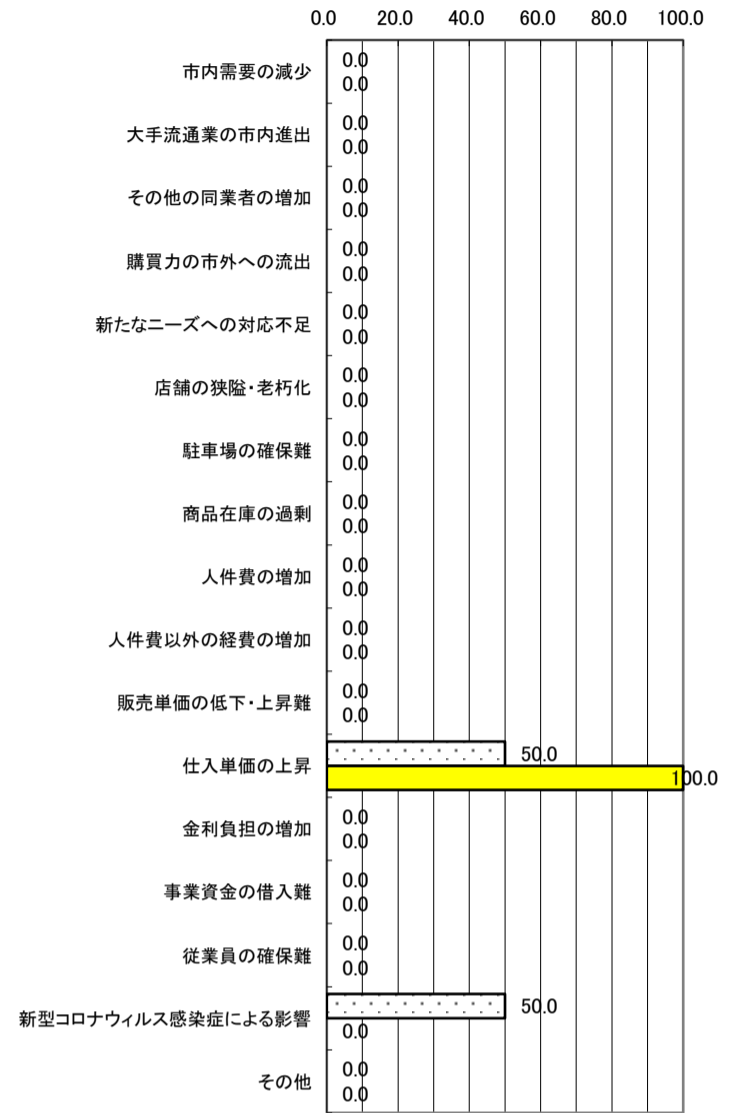 0.0 20.0 40.0 60.0 80.0 100.0
市内需要の減少 0.0
0.0
大手流通業の市内進出 0.0
0.0
その他の同業者の増加 0.0
0.0
購買力の市外への流出 0.0
0.0
新たなニーズへの対応不足 0.0
0.0
店舗の狭隘・老朽化 0.0
0.0
駐車場の確保難 0.0
0.0
商品在庫の過剰 0.0
0.0
人件費の増加 0.0
0.0
人件費以外の経費の増加 0.0
0.0
販売単価の低下・上昇難 0.0
0.0
仕入単価の上昇 50.0
100.0
金利負担の増加 0.0
0.0
事業資金の借入難 0.0
0.0
従業員の確保難 0.0
0.0
新型コロナウィルス感染症による影響 50.0
0.0
その他 0.0
0.0